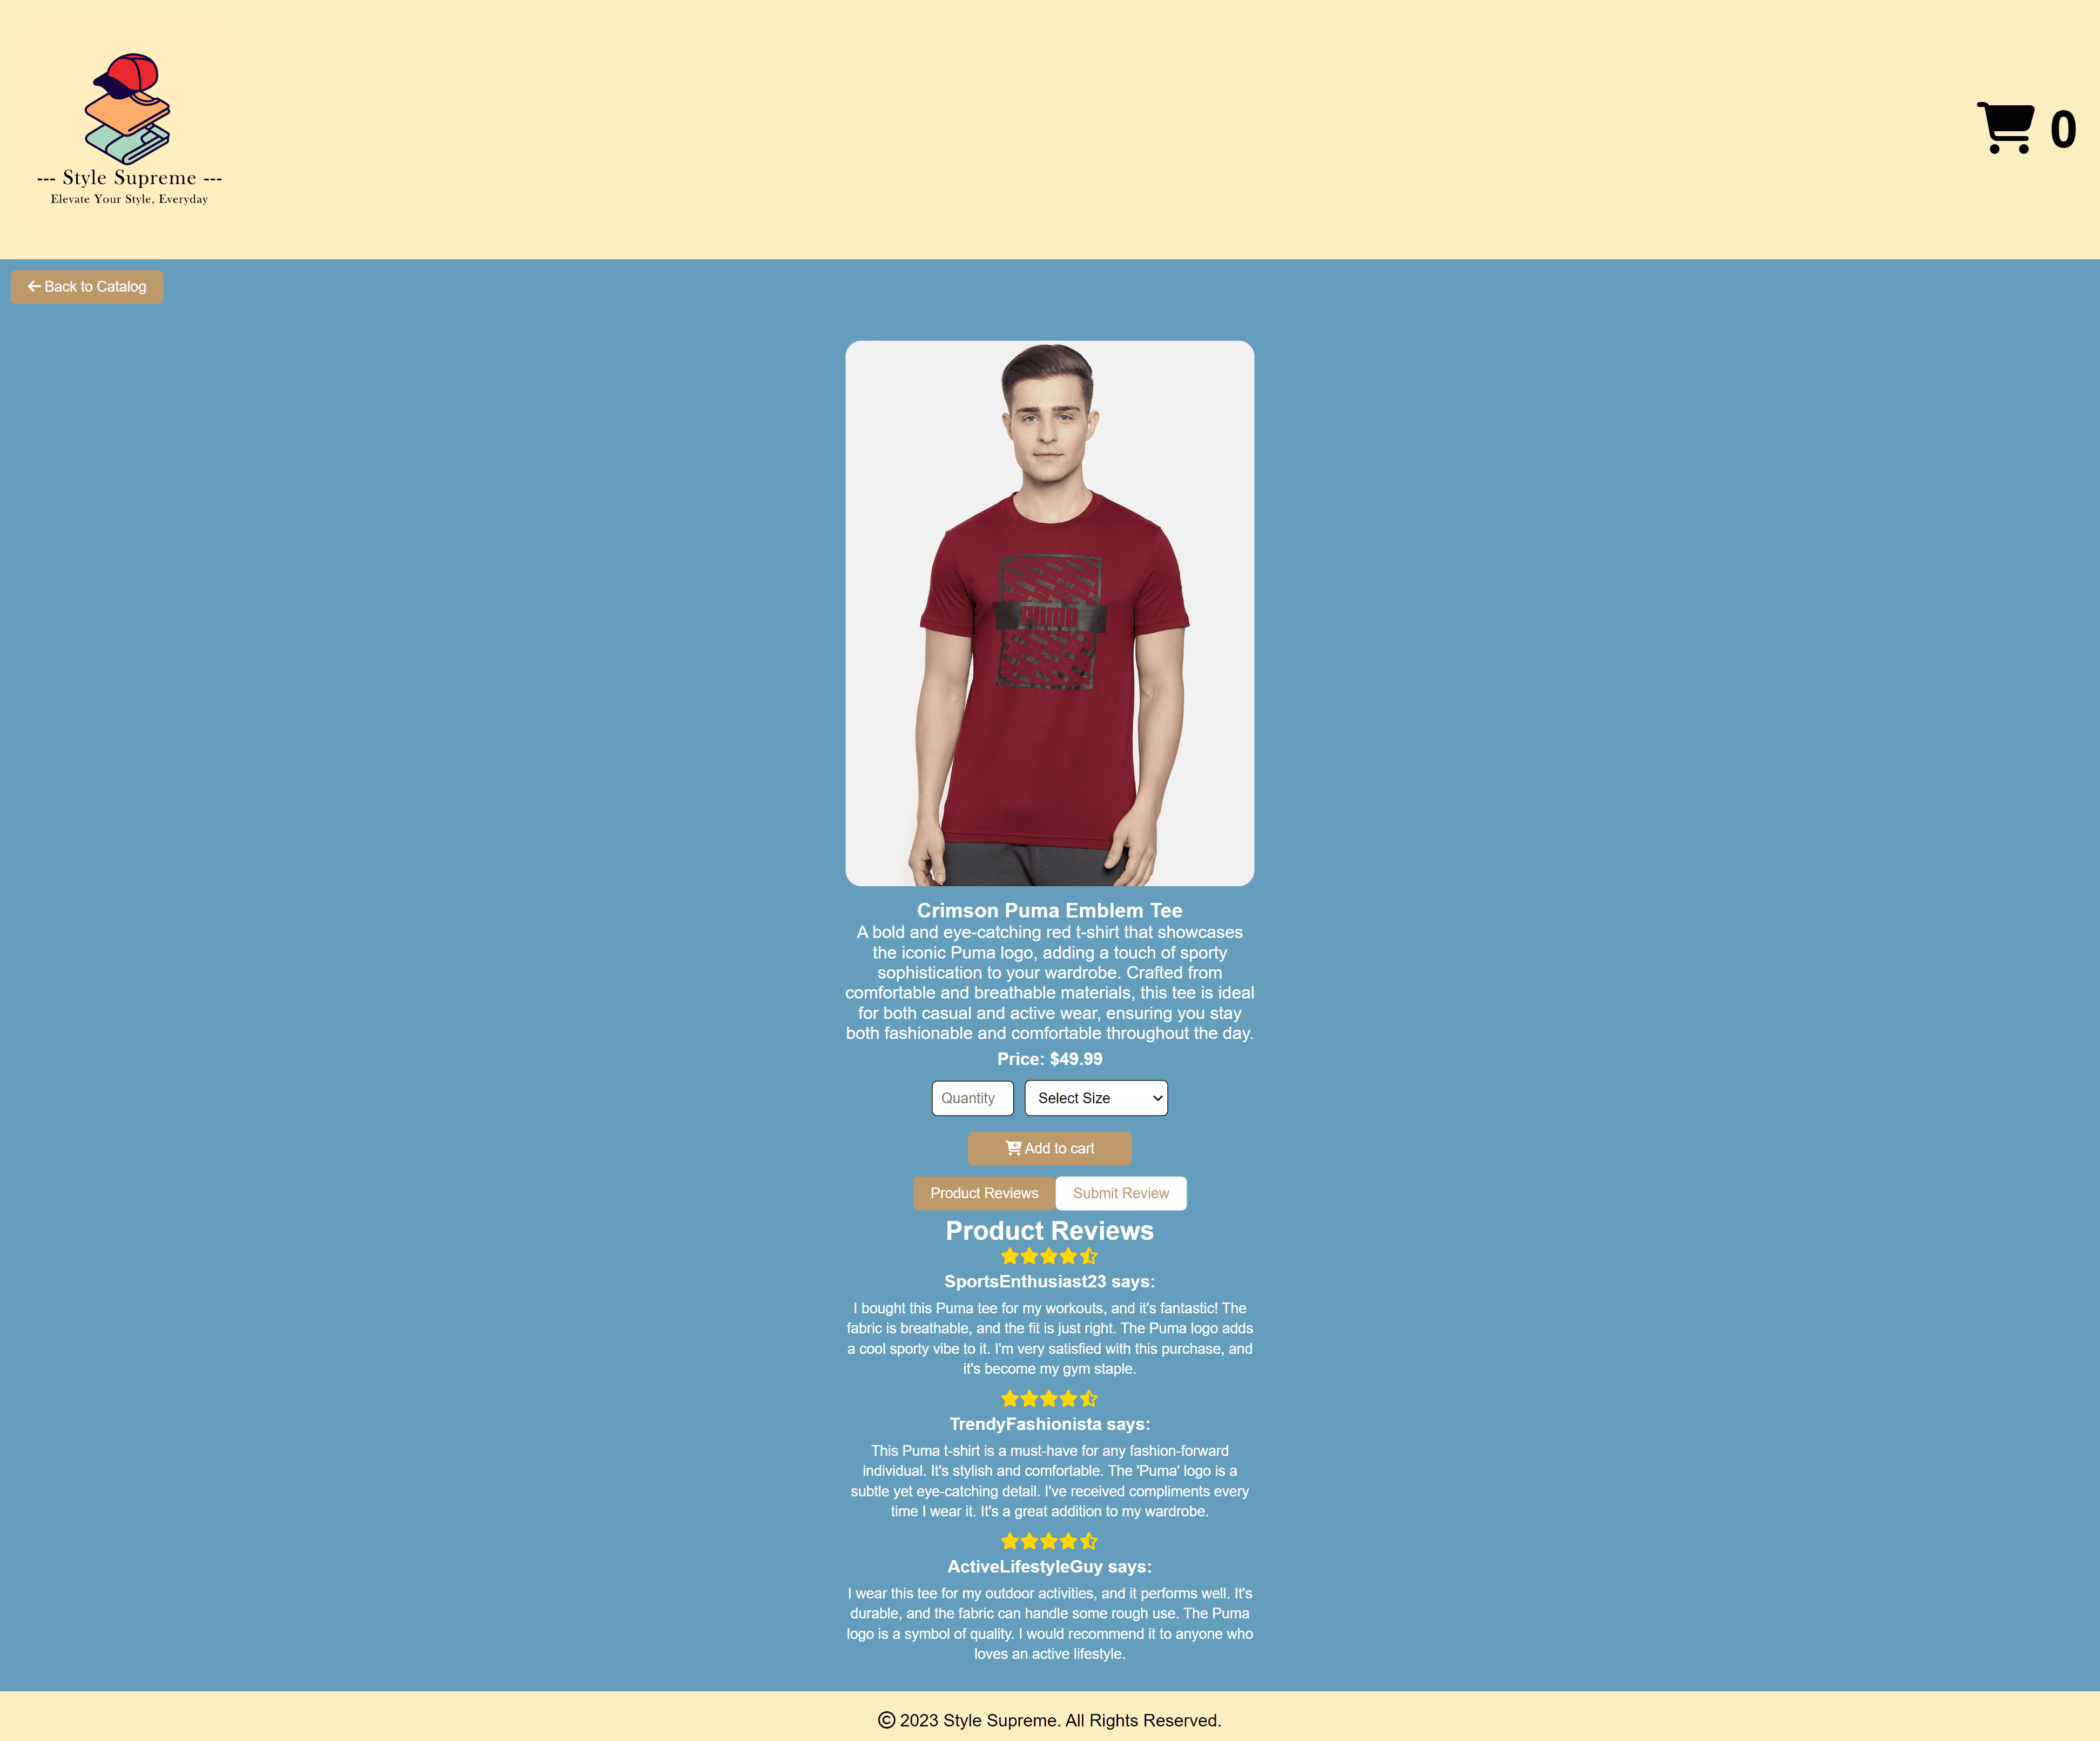 --- Style Supreme ---
Elevate Your Style, Everyday
0
Back to Catalog
PUMA
Crimson Puma Emblem Tee
A bold and eye-catching red t-shirt that showcases
the iconic Puma logo, adding a touch of sporty
sophistication to your wardrobe. Crafted from
comfortable and breathable materials, this tee is ideal
for both casual and active wear, ensuring you stay
both fashionable and comfortable throughout the day.
Price: $49.99
Quantity Select Size
Add to cart
Product Reviews Submit Review
Product Reviews
SportsEnthusiast23 says:
I bought this Puma tee for my workouts, and it's fantastic! The
fabric is breathable, and the fit is just right. The Puma logo adds
a cool sporty vibe to it. I'm very satisfied with this purchase, and
it's become my gym staple.
TrendyFashionista says:
This Puma t-shirt is a must-have for any fashion-forward
individual. It's stylish and comfortable. The 'Puma' logo is a
subtle yet eye-catching detail. I've received compliments every
time I wear it. It's a great addition to my wardrobe.
ActiveLifestyleGuy says:
I wear this tee for my outdoor activities, and it performs well. It's
durable, and the fabric can handle some rough use. The Puma
logo is a symbol of quality. I would recommend it to anyone who
loves an active lifestyle.
© 2023 Style Supreme. All Rights Reserved.